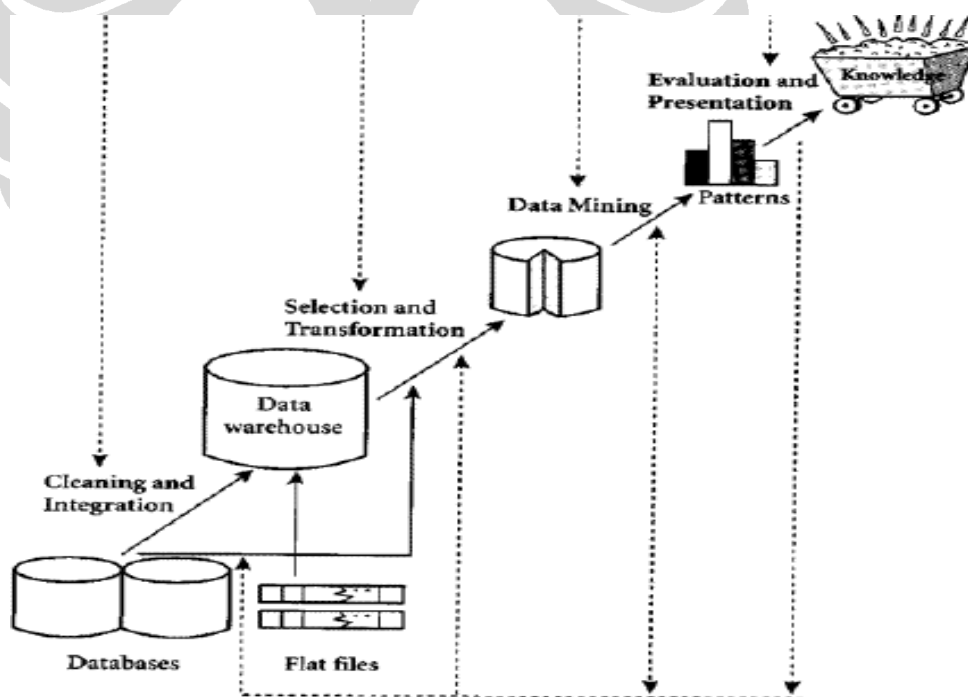 Knowledge
Evaluation and
Presentation
Patterns
Data Mining
Selection and
Transformation
Data
warehouse
Cleaning and
Integration
Databases
Flat files